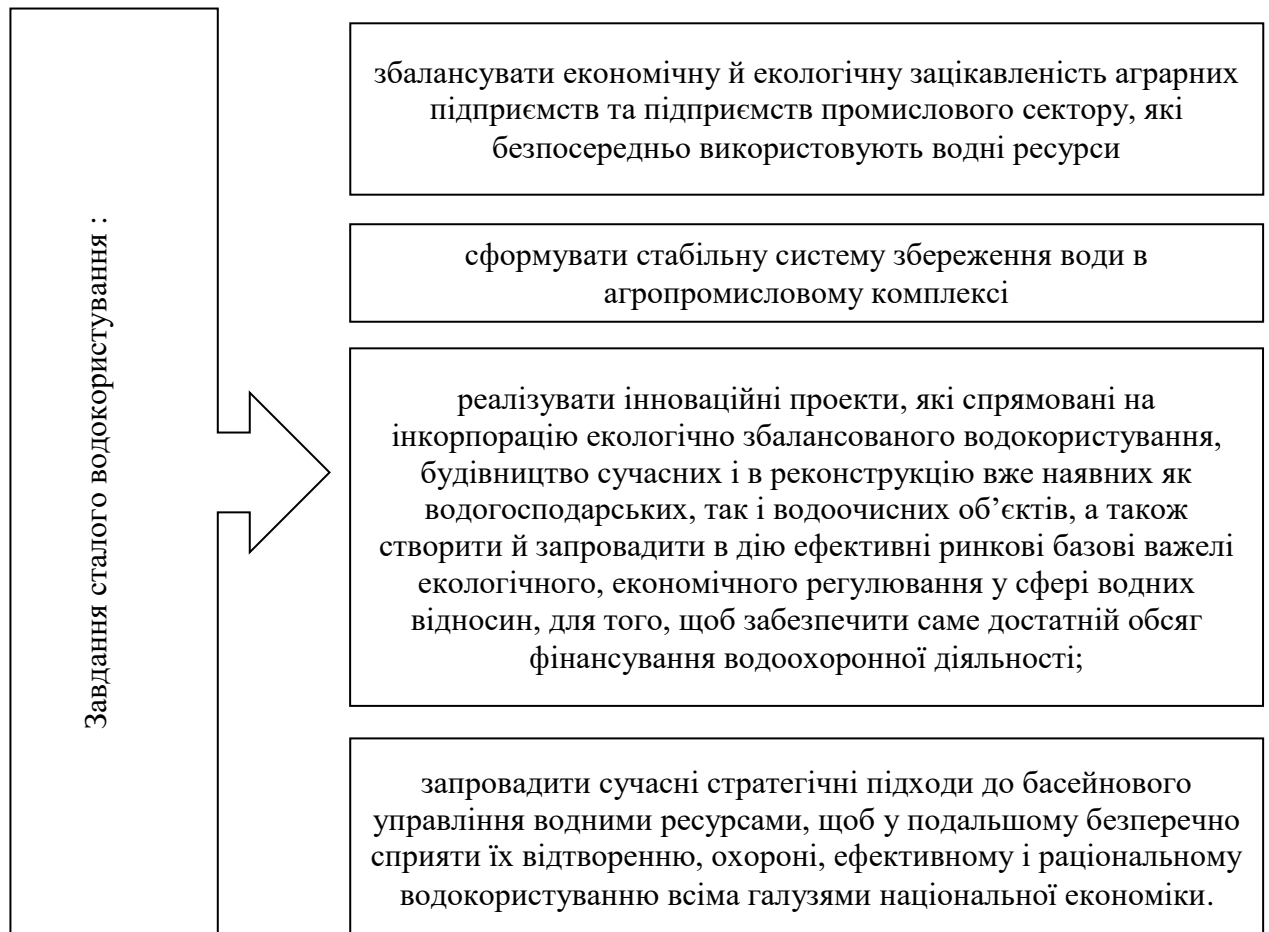 Завдання сталого водокористування :
збалансувати економічну й екологічну зацікавленість аграрних
підприємств та підприємств промислового сектору, які
безпосередньо використовують водні ресурси
сформувати стабільну систему збереження води в
агропромисловому комплексі
реалізувати інноваційні проекти, які спрямовані на
інкорпорацію екологічно збалансованого водокористування,
будівництво сучасних і в реконструкцію вже наявних як
водогосподарських, так і водоочисних об’єктів, а також
створити й запровадити в дію ефективні ринкові базові важелі
екологічного, економічного регулювання у сфері водних
відносин, для того, щоб забезпечити саме достатній обсяг
фінансування водоохоронної діяльності;
запровадити сучасні стратегічні підходи до басейнового
управління водними ресурсами, щоб у подальшому безперечно
сприяти їх відтворенню, охороні, ефективному і раціональному
водокористуванню всіма галузями національної економіки.